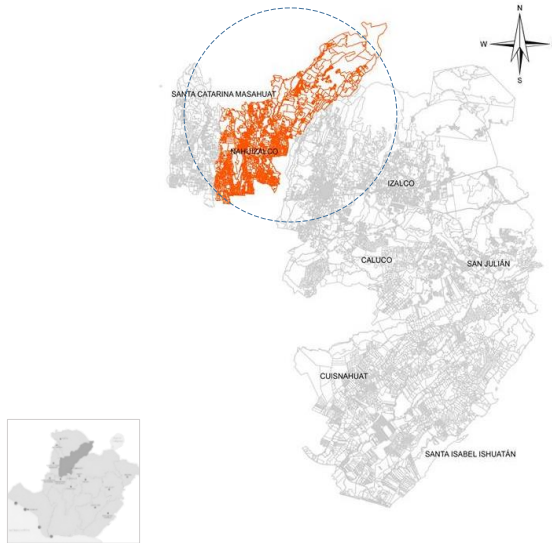 N
W
E
S
SANTA CATARINA MASAHUAT
NAHUIZALCO
IZALCO
CALUCO
SAN JULIÁN
CUISNAHUAT
SANTA ISABEL ISHUATÁN